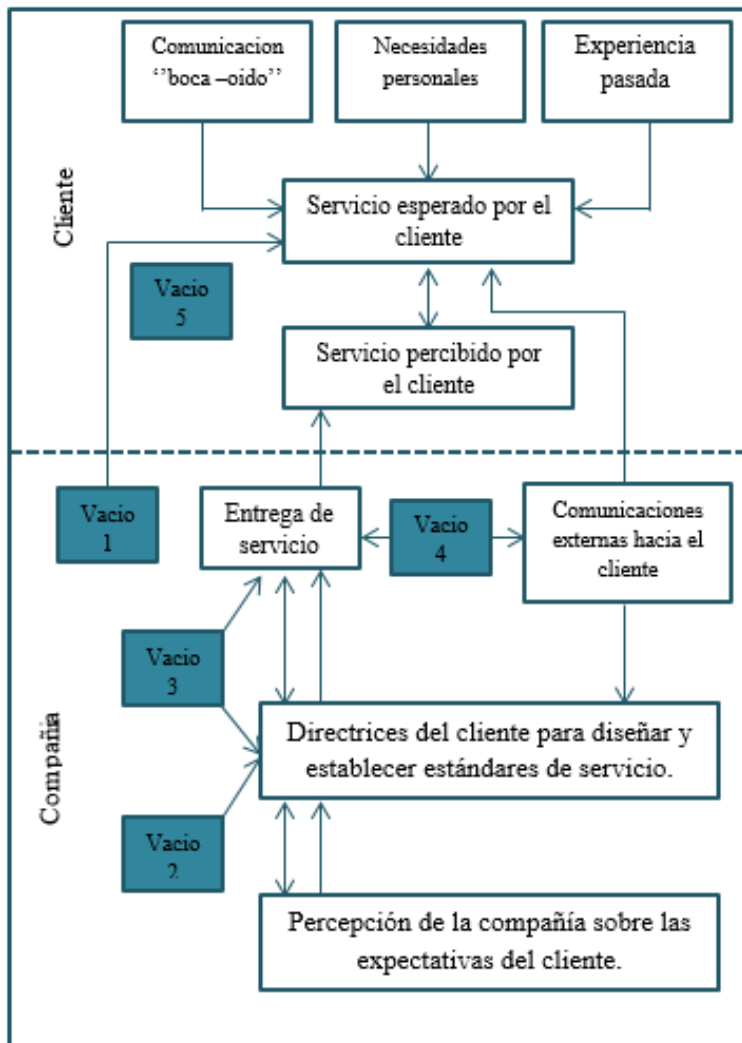 Comunicacion
‘’boca –oido’’
Necesidades
personales
Experiencia
pasada
Cliente
Servicio esperado por el
cliente
Vacio
5
Servicio percibido por
el cliente
Vacio
1
Entrega de
servicio
Vacio
4
Comunicaciones
externas hacia el
cliente
Compañia
Vacio
3
Directrices del cliente para diseñar y
establecer estándares de servicio.
Vacio
2
Percepción de la compañía sobre las
expectativas del cliente.